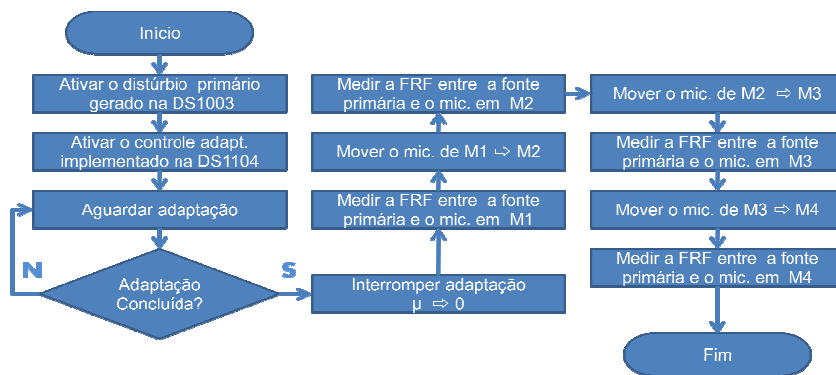 Início
Ativar o distúrbio primário
gerado na DS1003
Ativar o controle adapt.
implementado na DS1104
Aguardar adaptação
N
Adaptação
Concluída?
S
Interromper adaptação
μ ⇨ 0
Medir a FRF entre a fonte
primária e o mic. em M1
Mover o mic. de M1 ⇨ M2
Medir a FRF entre a fonte
primária e o mic. em M2
Mover o mic. de M2 ⇨ M3
Medir a FRF entre a fonte
primária e o mic. em M3
Mover o mic. de M3 ⇨ M4
Medir a FRF entre a fonte
primária e o mic. em M4
Fim